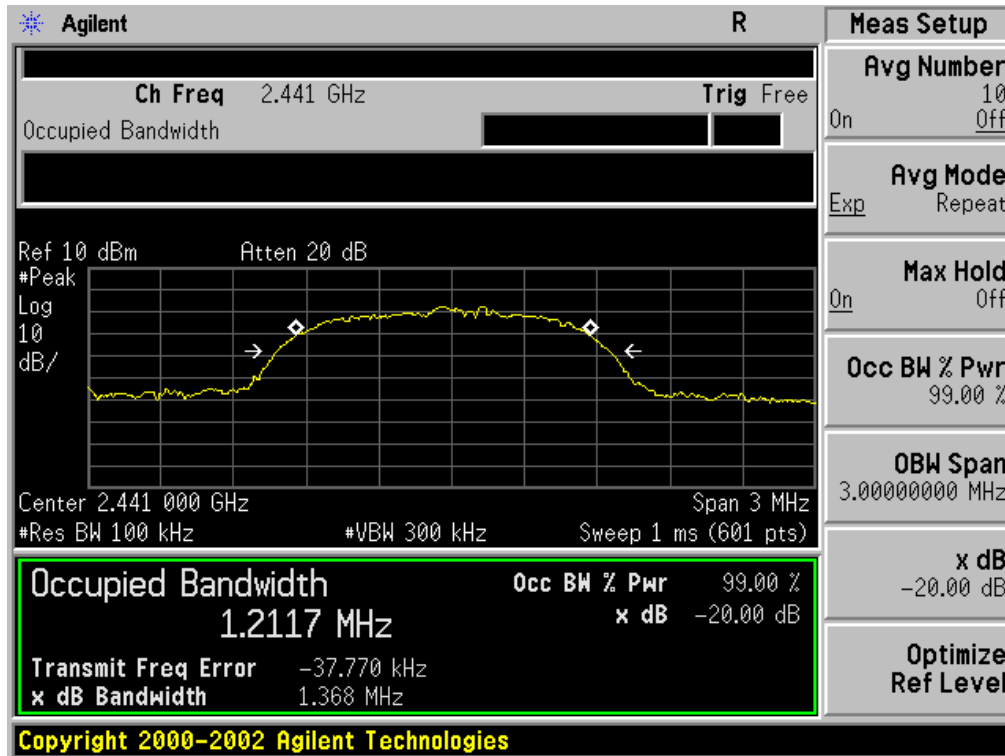 Agilent R
Ch Freq 2.441 GHz Trig Free
Occupied Bandwidth
Ref 10 dBm Atten 20 dB
#Peak
Log
10
dB/
Center 2.441 000 GHz Span 3 MHz
#Res BW 100 kHz #VBW 300 kHz Sweep 1 ms (601 pts)
Occupied Bandwidth
1.2117 MHz
Occ BW % Pwr 99.00 %
x dB -20.00 dB
Transmit Freq Error -37.770 kHz
x dB Bandwidth 1.368 MHz
Copyright 2000-2002 Agilent Technologies
Meas Setup
Avg Number
10
On Off
Avg Mode
Exp Repeat
Max Hold
On Off
Occ BW % Pwr
99.00 %
OBW Span
3.00000000 MHz
x dB
-20.00 dB
Optimize
Ref Level